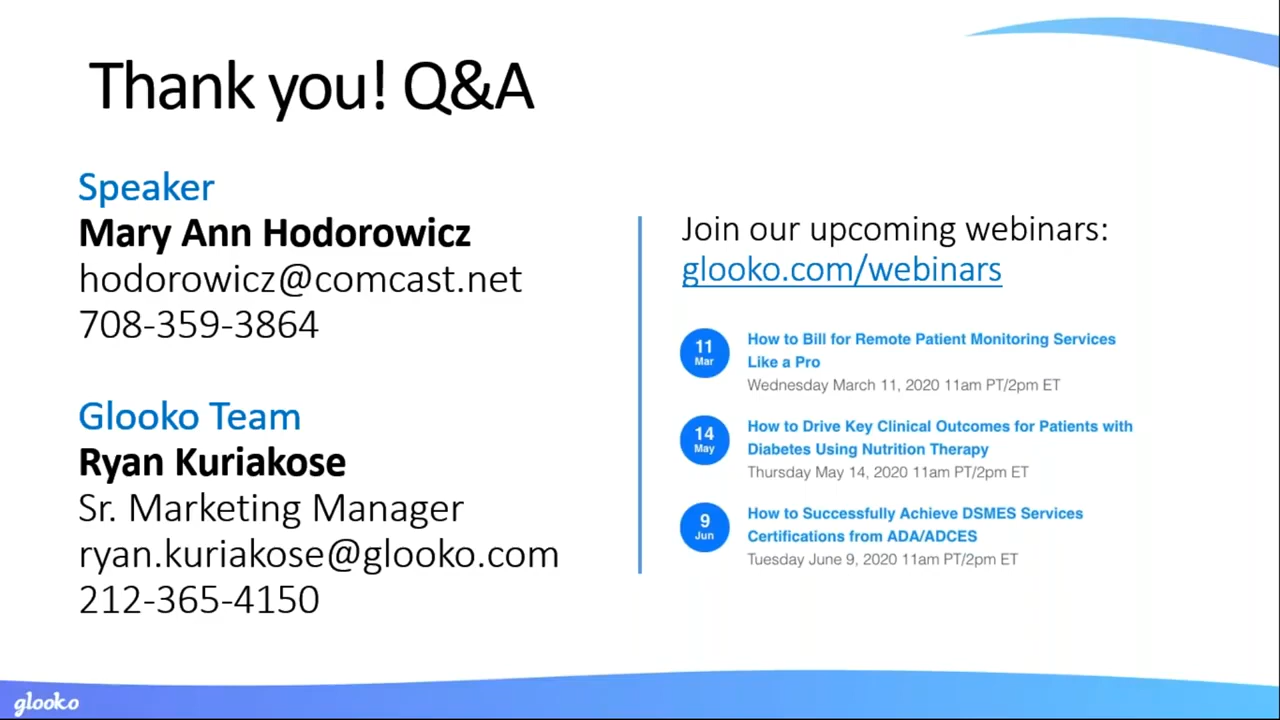 Thank you! Q&A
Speaker
Mary Ann Hodorowicz
hodorowicz@comcast.net
708-359-3864
Glooko Team
Ryan Kuriakose
Sr. Marketing Manager
ryan.kuriakose@glooko.com
212-365-4150
Join our upcoming webinars:
glooko.com/webinars
11
Mar
How to Bill for Remote Patient Monitoring Services
Like a Pro
Wednesday March 11, 2020 11am PT/2pm ET
14
May
How to Drive Key Clinical Outcomes for Patients with
Diabetes Using Nutrition Therapy
Thursday May 14, 2020 11am PT/2pm ET
9
Jun
How to Successfully Achieve DSMES Services
Certifications from ADA/ADCES
Tuesday June 9, 2020 11am PT/2pm ET
glooko